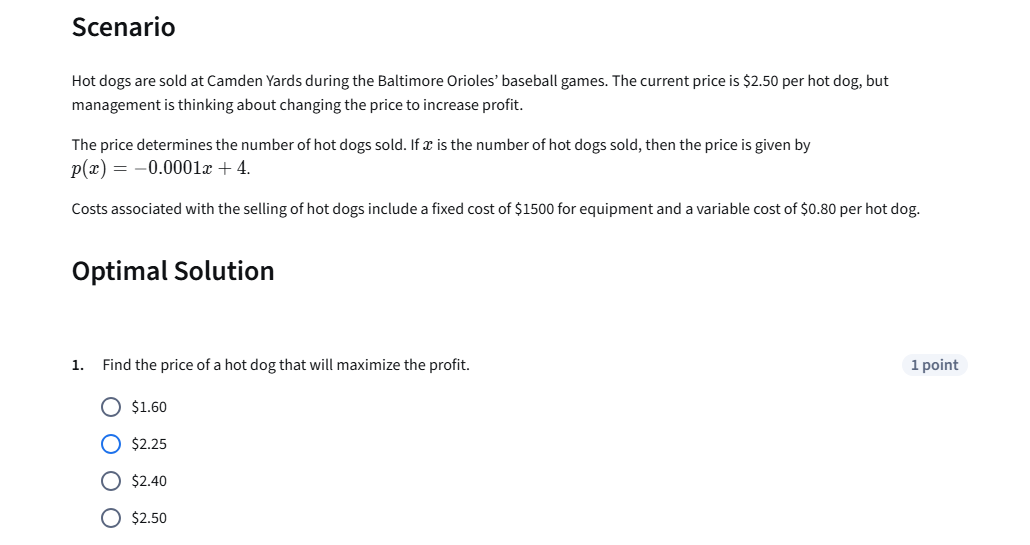 Scenario
Hot dogs are sold at Camden Yards during the Baltimore Orioles’ baseball games. The current price is $2.50 per hot dog, but
management is thinking about changing the price to increase profit.
The price determines the number of hot dogs sold. If x is the number of hot dogs sold, then the price is given by
p(x) = −0.0001x + 4.
Costs associated with the selling of hot dogs include a fixed cost of $1500 for equipment and a variable cost of $0.80 per hot dog.
Optimal Solution
1. Find the price of a hot dog that will maximize the profit. 1 point
$1.60
$2.25
$2.40
$2.50